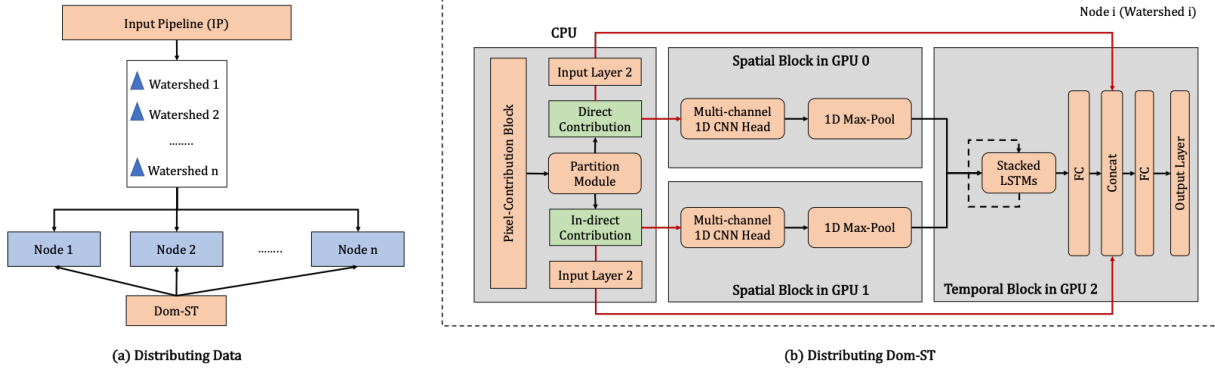 Input Pipeline (IP)
Watershed 1
Watershed 2
........
Watershed n
Node 1
Node 2
........
Node n
Dom-ST
(a) Distributing Data
Node i (Watershed i)
CPU
Pixel-Contribution Block
Input Layer 2
Direct
Contribution
Partition
Module
In-direct
Contribution
Input Layer 2
Spatial Block in GPU 0
Multi-channel
1D CNN Head
1D Max-Pool
Multi-channel
1D CNN Head
1D Max-Pool
Spatial Block in GPU 1
Stacked
LSTMs
FC
Concat
FC
Output Layer
Temporal Block in GPU 2
(b) Distributing Dom-ST